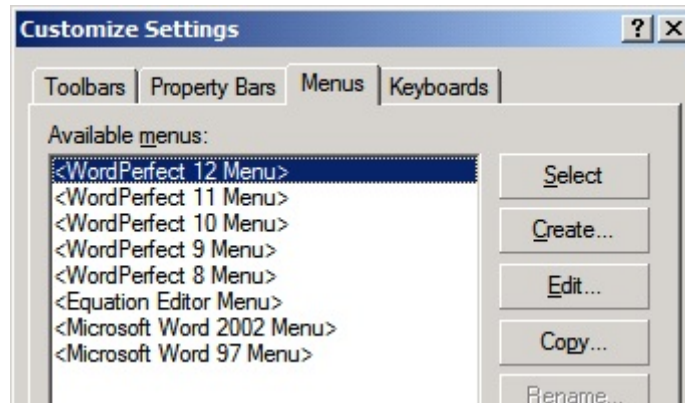 Customize Settings
Toolbars Property Bars Menus Keyboards
Available menus:
<WordPerfect 12 Menu>
<WordPerfect 11 Menu>
<WordPerfect 10 Menu>
<WordPerfect 9 Menu>
<WordPerfect 8 Menu>
<Equation Editor Menu>
<Microsoft Word 2002 Menu>
<Microsoft Word 97 Menu>
Select
Create...
Edit...
Copy...
Rename...